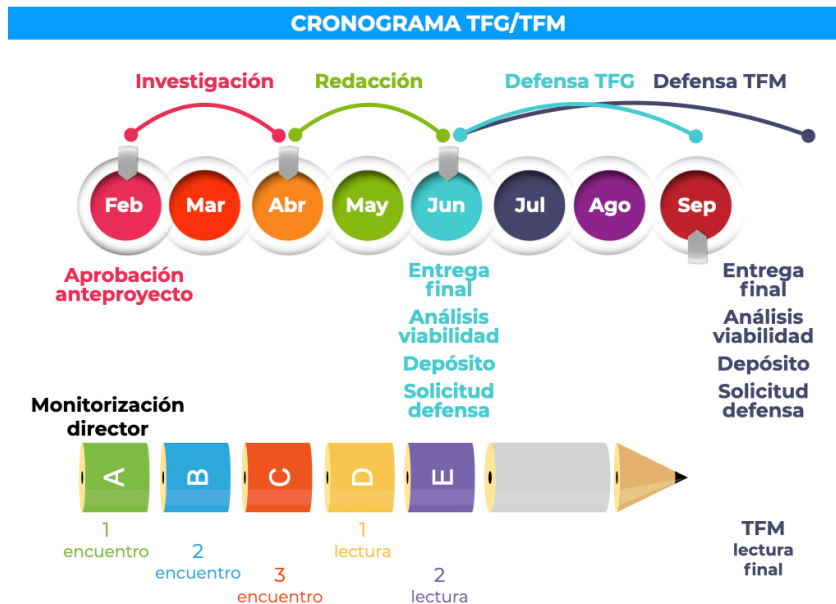 CRONOGRAMA TFG/TFM
Investigación
Redacción
Defensa TFG
Defensa TFM
Feb
Mar
Abr
May
Jun
Jul
Ago
Sep
Aprobación
anteproyecto
Entrega
final
Análisis
viabilidad
Depósito
Solicitud
defensa
Entrega
final
Análisis
viabilidad
Depósito
Solicitud
defensa
Monitorización
director
A
B
C
D
E
1
encuentro
2
encuentro
3
encuentro
1
lectura
2
lectura
TFM
lectura
final